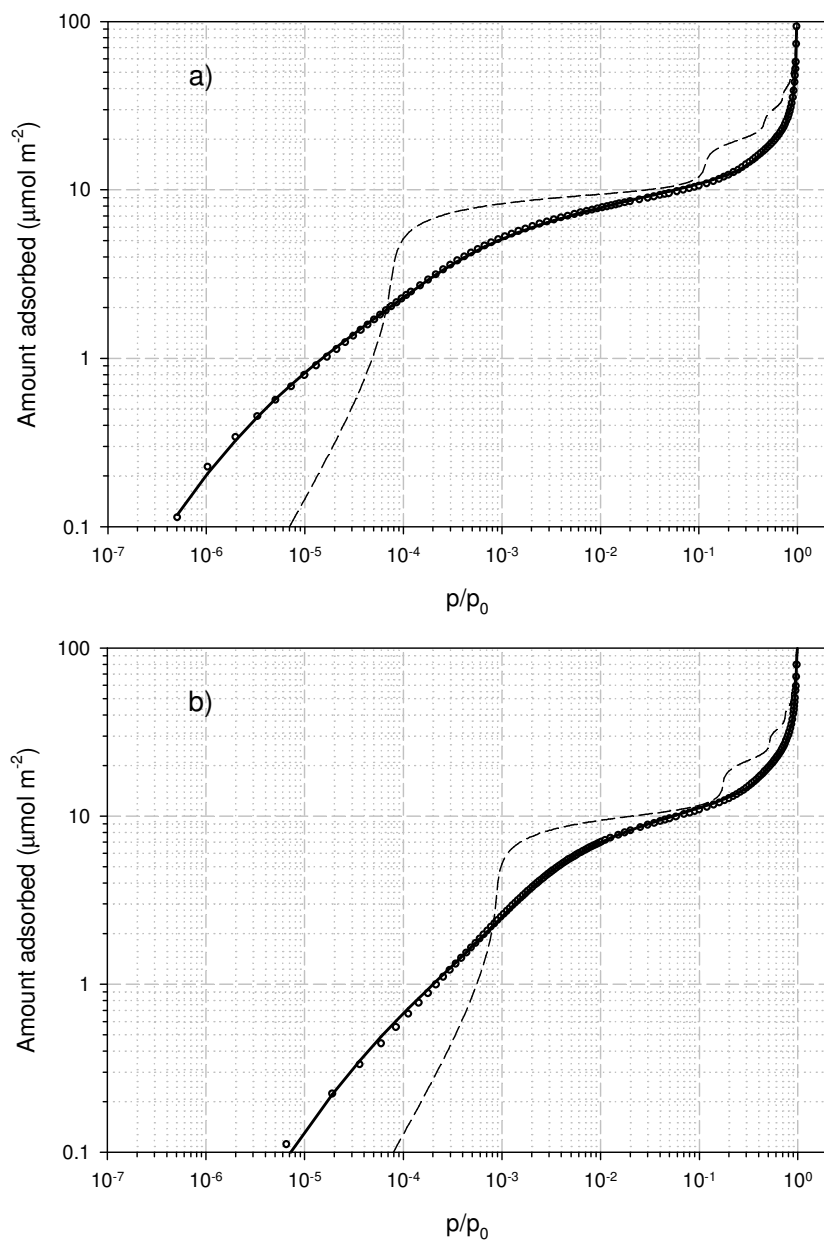 a)
Amount adsorbed (μmol m⁻²)
100
10
1
0.1
10⁻⁷ 10⁻⁶ 10⁻⁵ 10⁻⁴ 10⁻³ 10⁻² 10⁻¹ 10⁰
p/p₀
b)
Amount adsorbed (μmol m⁻²)
100
10
1
0.1
10⁻⁷ 10⁻⁶ 10⁻⁵ 10⁻⁴ 10⁻³ 10⁻² 10⁻¹ 10⁰
p/p₀